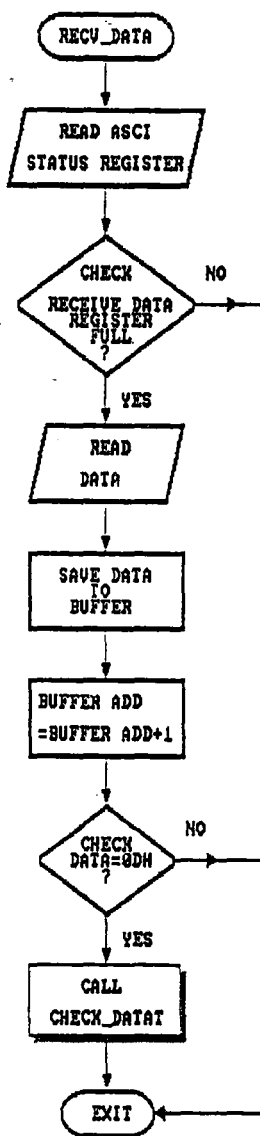 RECV_DATA
READ ASCI
STATUS REGISTER
CHECK
RECEIVE DATA
REGISTER
FULL
?
NO
YES
READ
DATA
SAVE DATA
TO
BUFFER
BUFFER ADD
=BUFFER ADD+1
CHECK
DATA=0DH
?
NO
YES
CALL
CHECK_DATAT
EXIT